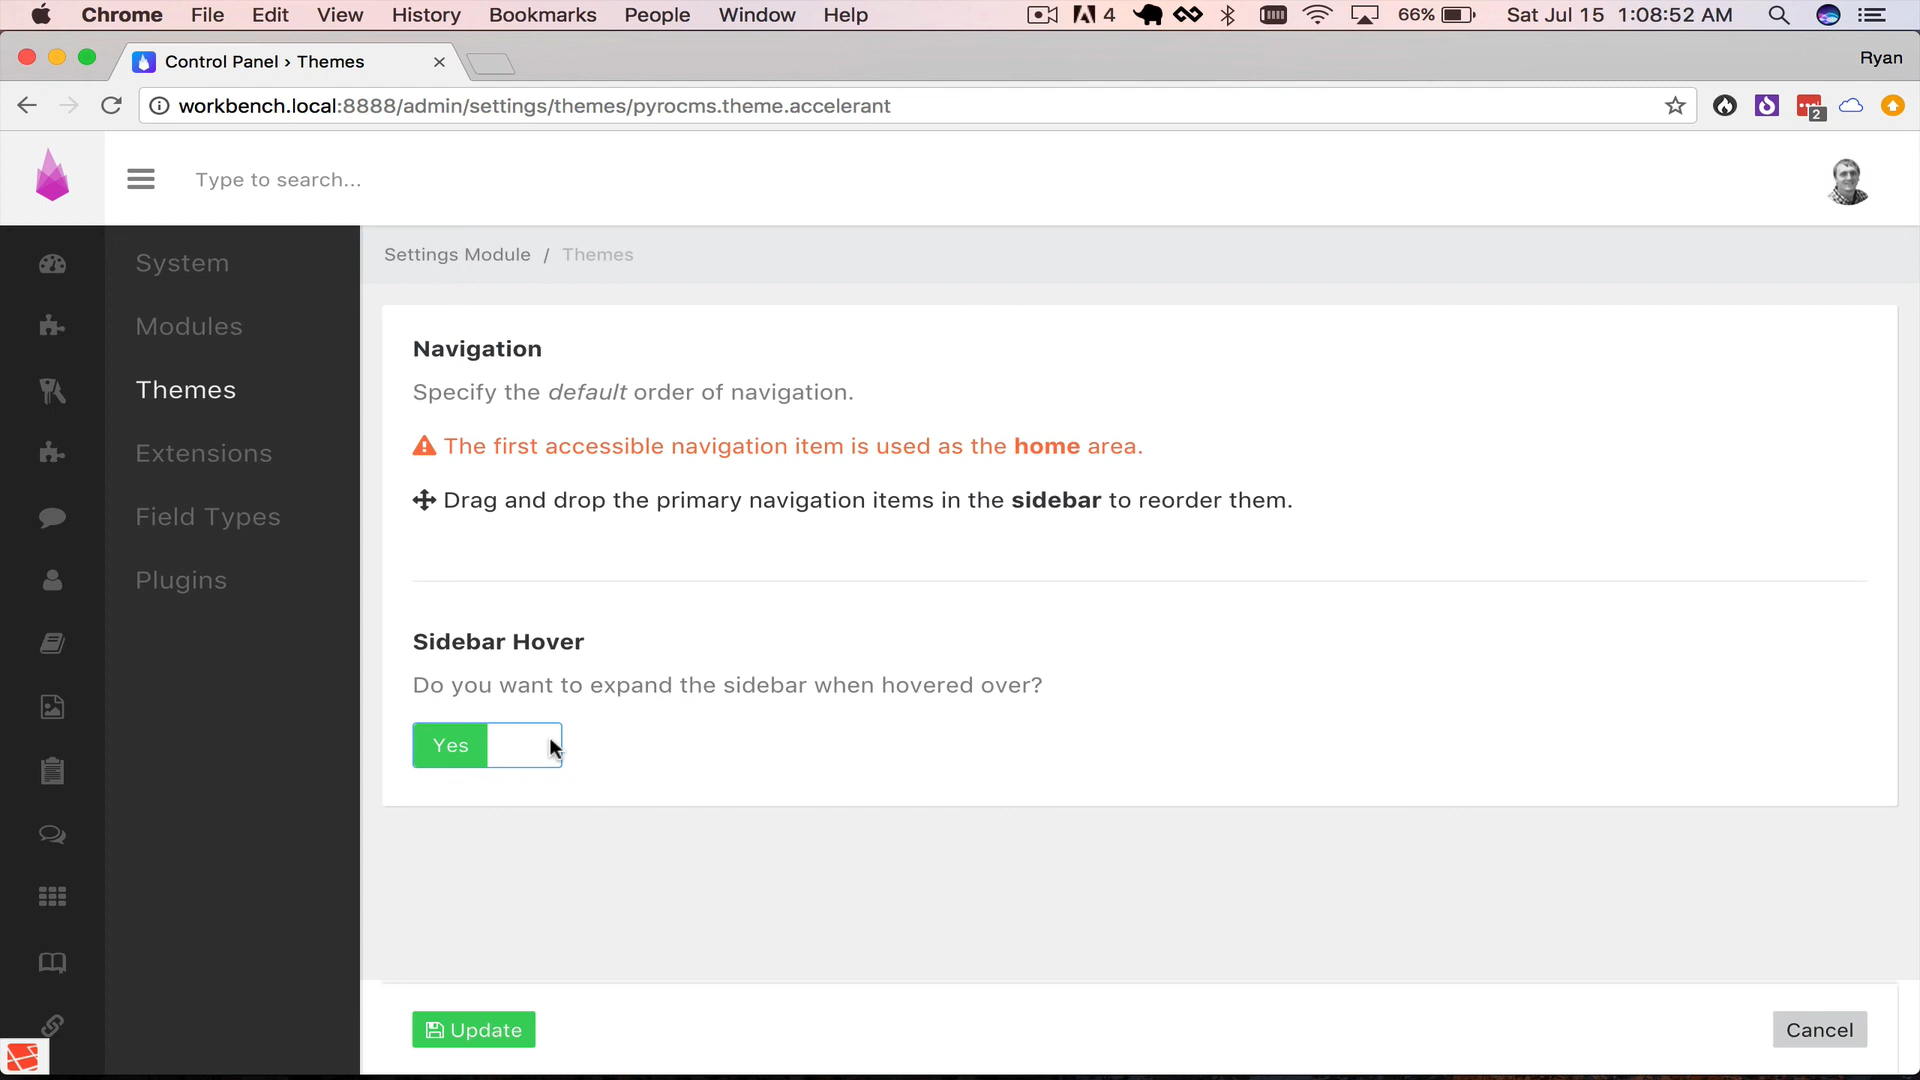 Chrome File Edit View History Bookmarks People Window Help 4 66% Sat Jul 15 1:08:52 AM
Control Panel › Themes Ryan
workbench.local:8888/admin/settings/themes/pyrocms.theme.accelerant 2
Type to search...
System
Modules
Themes
Extensions
Field Types
Plugins
Settings Module / Themes
Navigation
Specify the default order of navigation.
The first accessible navigation item is used as the home area.
Drag and drop the primary navigation items in the sidebar to reorder them.
Sidebar Hover
Do you want to expand the sidebar when hovered over?
Yes
Update Cancel